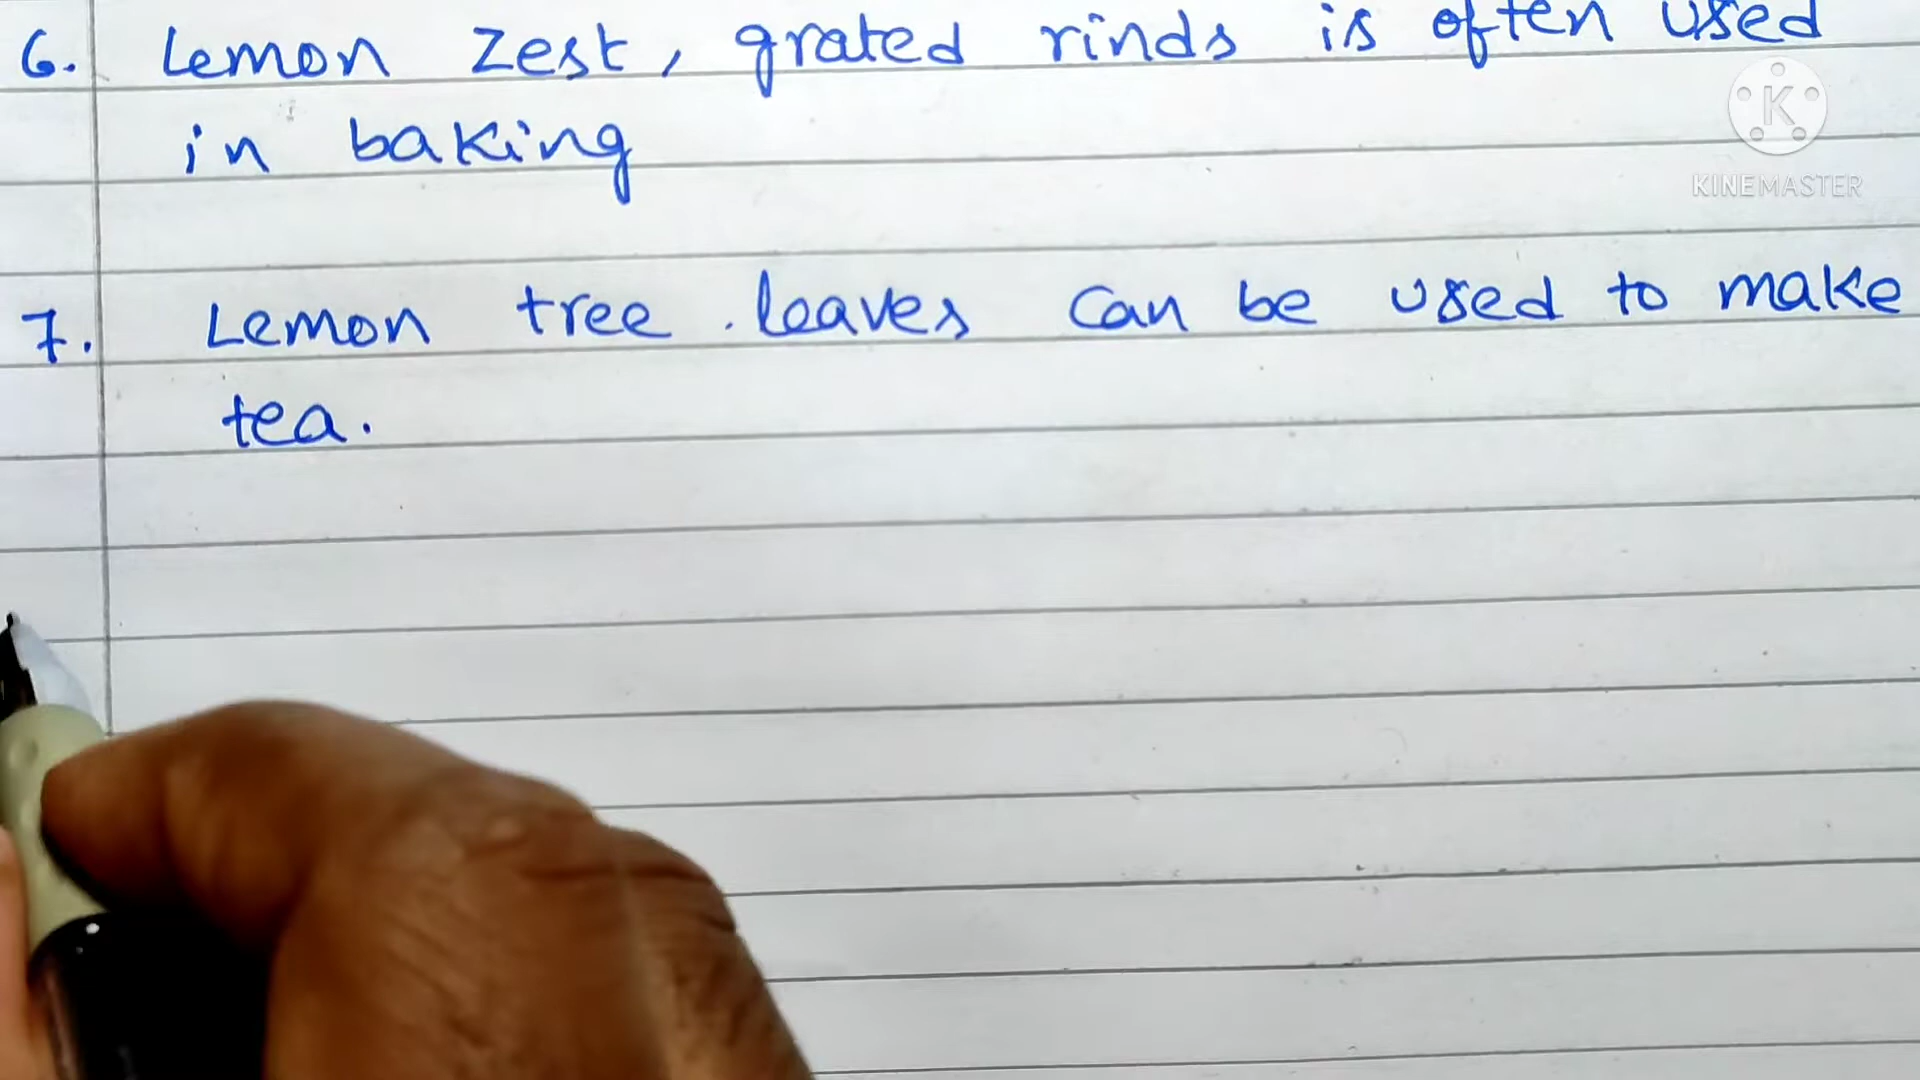 6. Lemon zest, grated rinds is often used
in baking
7. Lemon tree leaves can be used to make
tea.
K
KINEMASTER